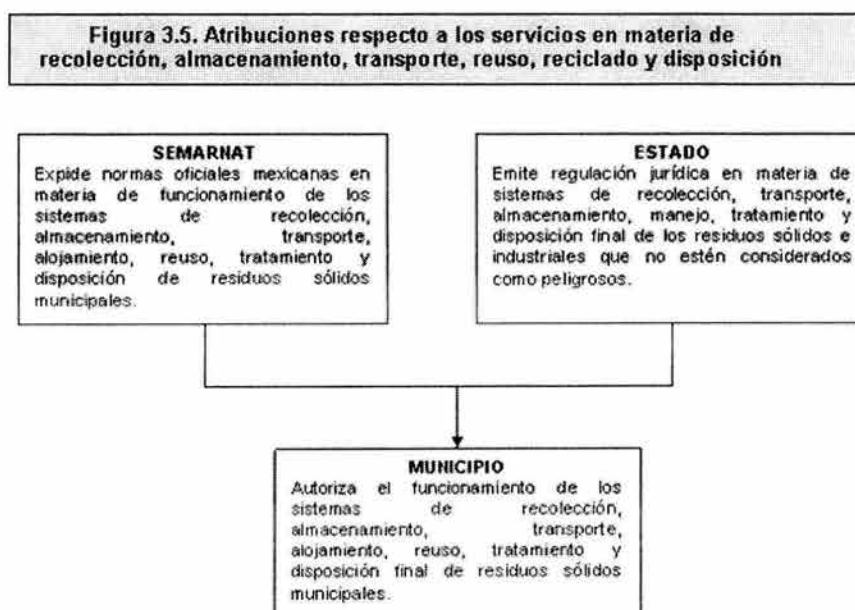 Figura 3.5. Atribuciones respecto a los servicios en materia de
recolección, almacenamiento, transporte, reuso, reciclado y disposición
SEMARNAT
Expide normas oficiales mexicanas en
materia de funcionamiento de los
sistemas de recolección,
almacenamiento, transporte,
alojamiento, reuso, tratamiento y
disposición de residuos sólidos
municipales.
ESTADO
Emite regulación jurídica en materia de
sistemas de recolección, transporte,
almacenamiento, manejo, tratamiento y
disposición final de los residuos sólidos e
industriales que no estén considerados
como peligrosos.
MUNICIPIO
Autoriza el funcionamiento de los
sistemas de recolección,
almacenamiento, transporte,
alojamiento, reuso, tratamiento y
disposición final de residuos sólidos
municipales.